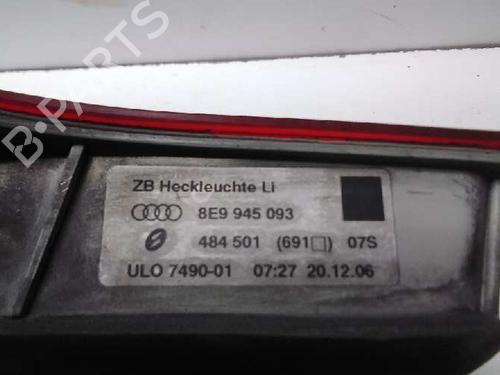 B-PARTS
ZB Heckleuchte Li
8E9 945 093
484 501 (691□) 07S
ULO 7490-01 07:27 20.12.06